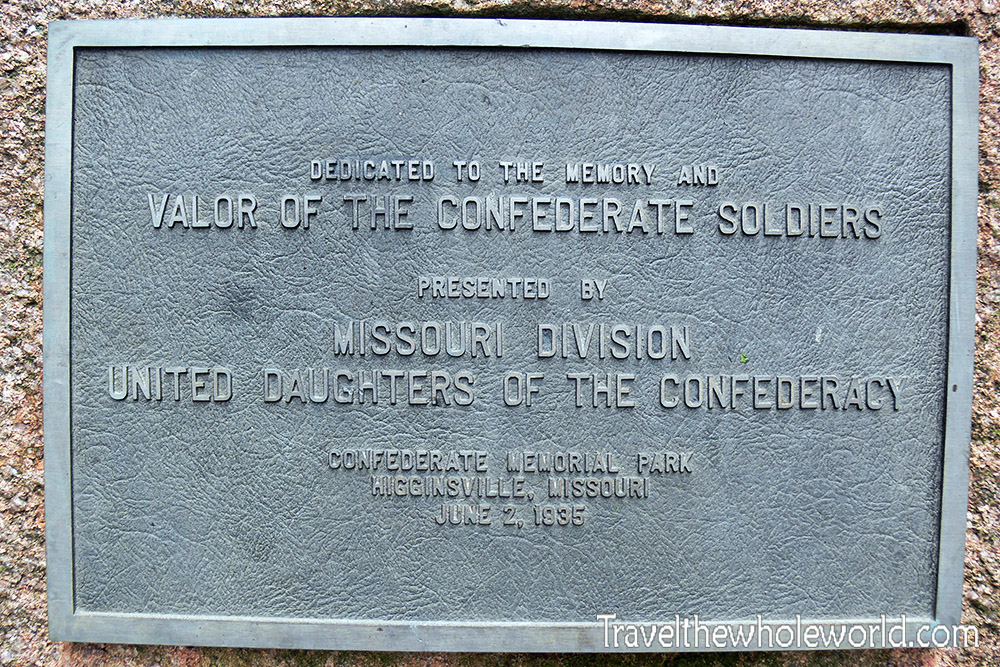 DEDICATED TO THE MEMORY AND
VALOR OF THE CONFEDERATE SOLDIERS
PRESENTED BY
MISSOURI DIVISION
UNITED DAUGHTERS OF THE CONFEDERACY
CONFEDERATE MEMORIAL PARK
HIGGINSVILLE, MISSOURI
JUNE 2, 1935
Travelthewholeworld.com